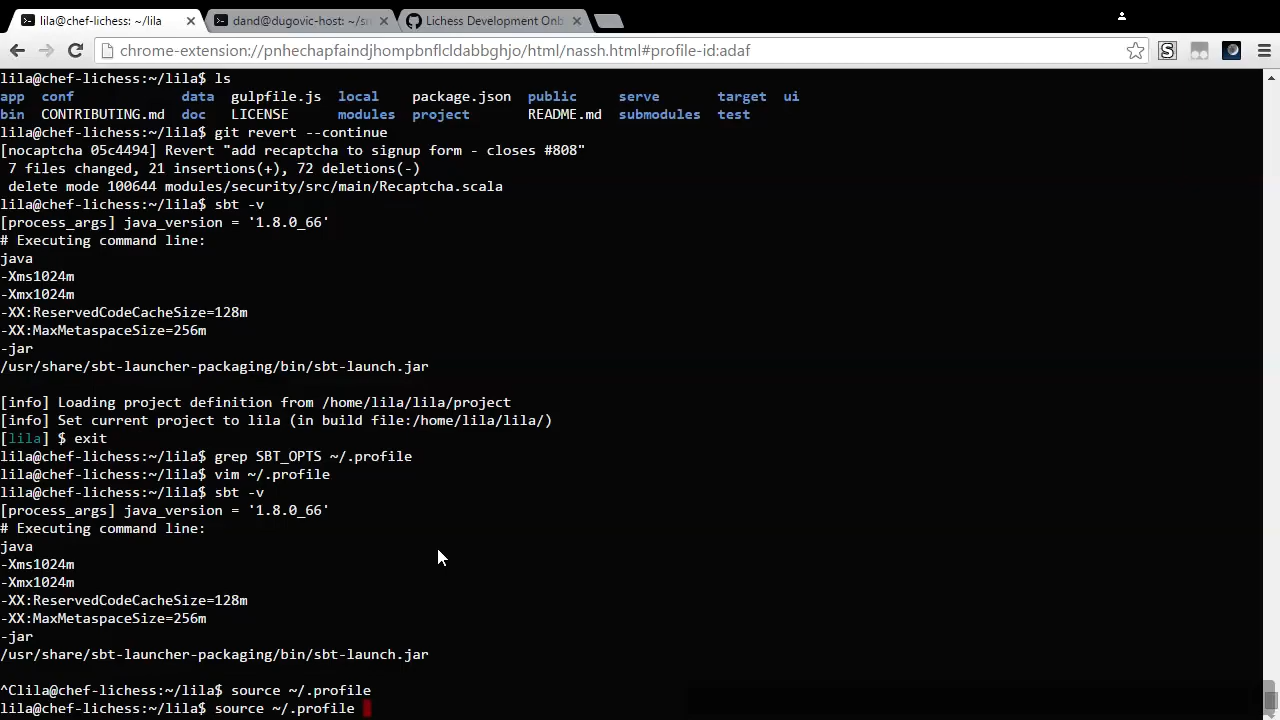 lila@chef-lichess: ~/lila
dand@dugovic-host: ~/sr
Lichess Development Onb
chrome-extension://pnhechapfaindjhompbnflcldabbghjo/html/nassh.html#profile-id:adaf
lila@chef-lichess:~/lila$ ls
app conf data gulpfile.js local package.json public serve target ui
bin CONTRIBUTING.md doc LICENSE modules project README.md submodules test
lila@chef-lichess:~/lila$ git revert --continue
[nocaptcha 05c4494] Revert "add recaptcha to signup form - closes #808"
7 files changed, 21 insertions(+), 72 deletions(-)
delete mode 100644 modules/security/src/main/Recaptcha.scala
lila@chef-lichess:~/lila$ sbt -v
[process_args] java_version = '1.8.0_66'
# Executing command line:
java
-Xms1024m
-Xmx1024m
-XX:ReservedCodeCacheSize=128m
-XX:MaxMetaspaceSize=256m
-jar
/usr/share/sbt-launcher-packaging/bin/sbt-launch.jar
[info] Loading project definition from /home/lila/lila/project
[info] Set current project to lila (in build file:/home/lila/lila/)
[lila] $ exit
lila@chef-lichess:~/lila$ grep SBT_OPTS ~/.profile
lila@chef-lichess:~/lila$ vim ~/.profile
lila@chef-lichess:~/lila$ sbt -v
[process_args] java_version = '1.8.0_66'
# Executing command line:
java
-Xms1024m
-Xmx1024m
-XX:ReservedCodeCacheSize=128m
-XX:MaxMetaspaceSize=256m
-jar
/usr/share/sbt-launcher-packaging/bin/sbt-launch.jar
^Clila@chef-lichess:~/lila$ source ~/.profile
lila@chef-lichess:~/lila$ source ~/.profile